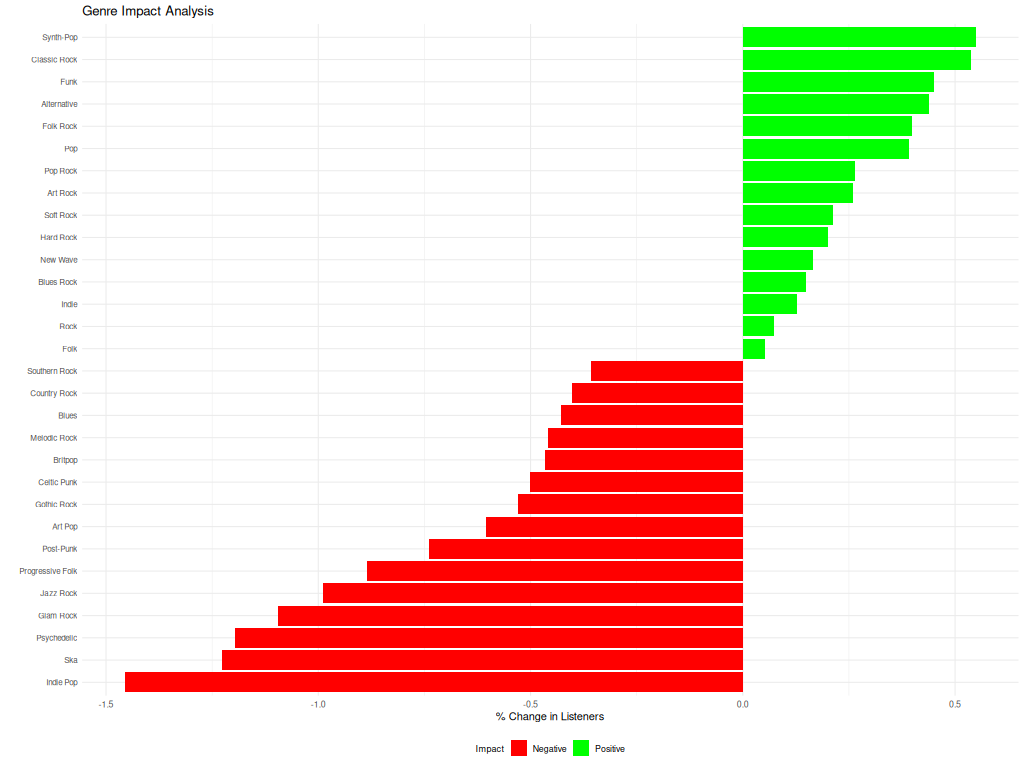 Genre Impact Analysis
Synth-Pop
Classic Rock
Funk
Alternative
Folk Rock
Pop
Pop Rock
Art Rock
Soft Rock
Hard Rock
New Wave
Blues Rock
Indie
Rock
Folk
Southern Rock
Country Rock
Blues
Melodic Rock
Britpop
Celtic Punk
Gothic Rock
Art Pop
Post-Punk
Progressive Folk
Jazz Rock
Glam Rock
Psychedelic
Ska
Indie Pop
-1.5 -1.0 -0.5 0.0 0.5
% Change in Listeners
Impact Negative Positive